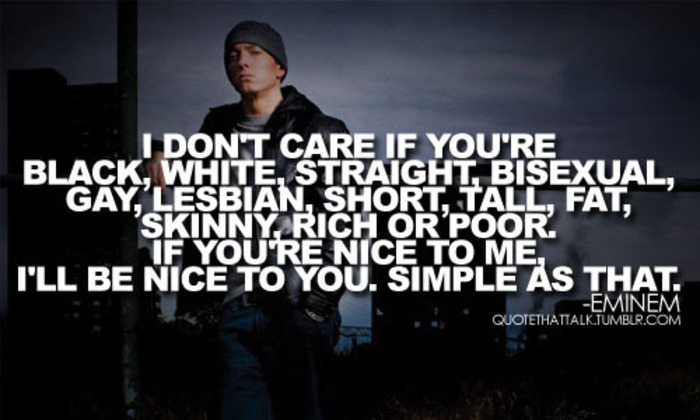 I DON'T CARE IF YOU'RE
BLACK, WHITE, STRAIGHT, BISEXUAL,
GAY, LESBIAN, SHORT, TALL, FAT,
SKINNY, RICH OR POOR.
IF YOU'RE NICE TO ME,
I'LL BE NICE TO YOU. SIMPLE AS THAT.
-EMINEM
QUOTETHATTALK.TUMBLR.COM